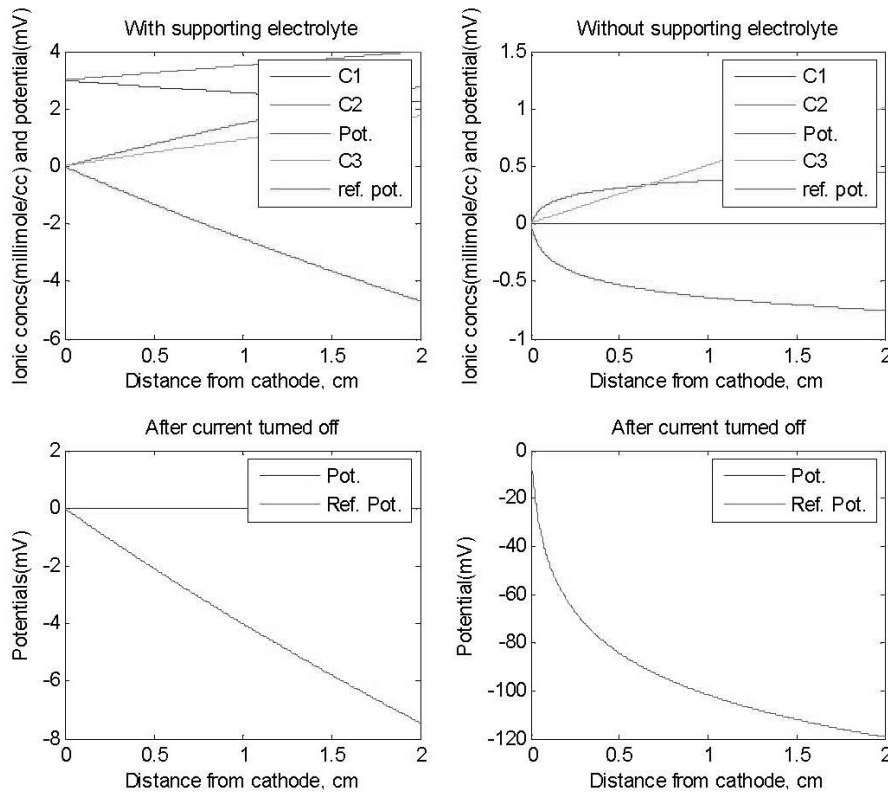 With supporting electrolyte
Ionic concs(millimole/cc) and potential(mV)
4
2
0
-2
-4
-6
C1
C2
Pot.
C3
ref. pot.
0
0.5
1
1.5
2
Distance from cathode, cm
Without supporting electrolyte
Ionic concs(millimole/cc) and potential(mV)
1.5
1
0.5
0
-0.5
-1
C1
C2
Pot.
C3
ref. pot.
0
0.5
1
1.5
2
Distance from cathode, cm
After current turned off
Potentials(mV)
2
0
-2
-4
-6
-8
Pot.
Ref. Pot.
0
0.5
1
1.5
2
Distance from cathode, cm
After current turned off
Potential(mV)
0
-20
-40
-60
-80
-100
-120
Pot.
Ref. Pot.
0
0.5
1
1.5
2
Distance from cathode, cm